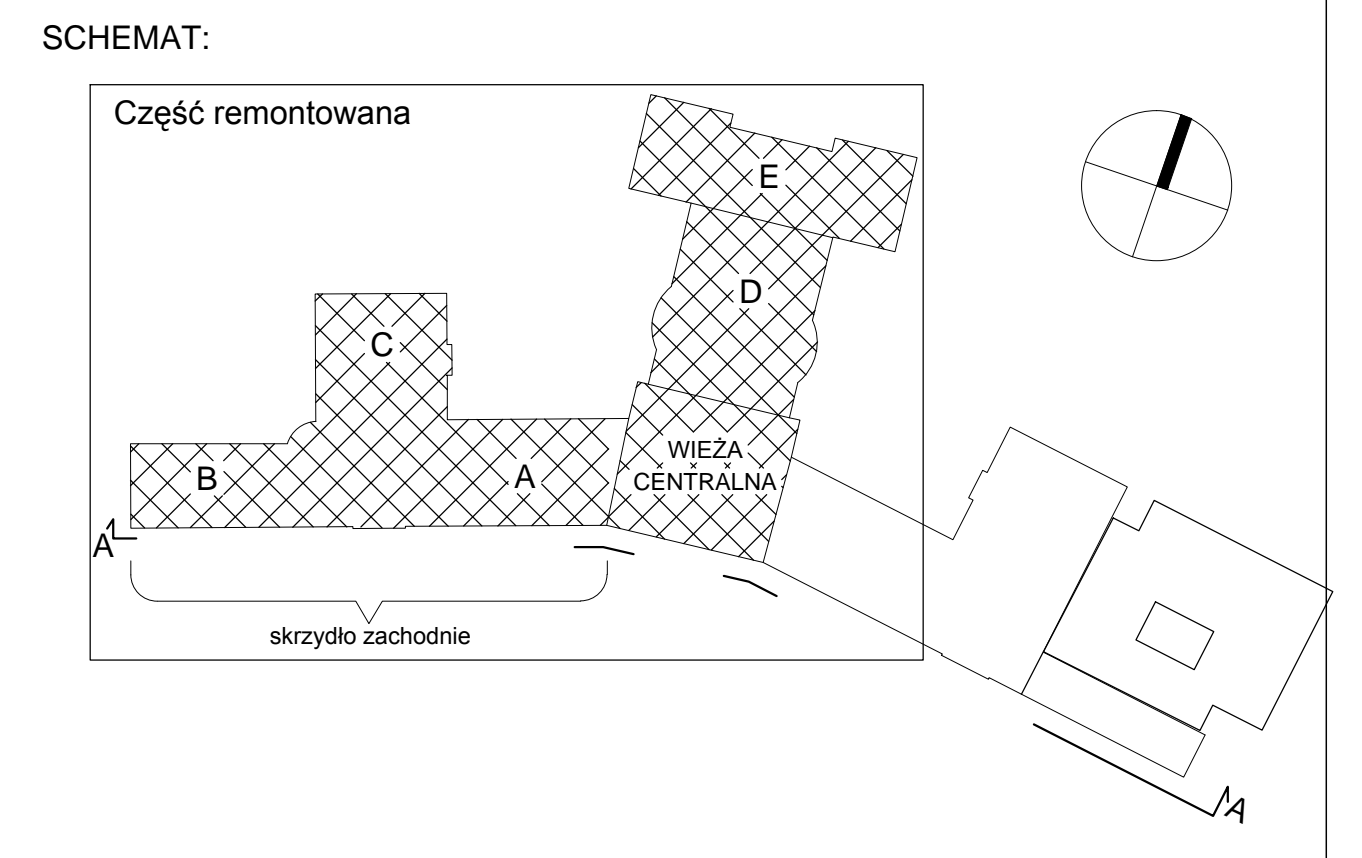 SCHEMAT:
Część remontowana
E
D
C
WIEŻA
CENTRALNA
B
A
A
skrzydło zachodnie
A